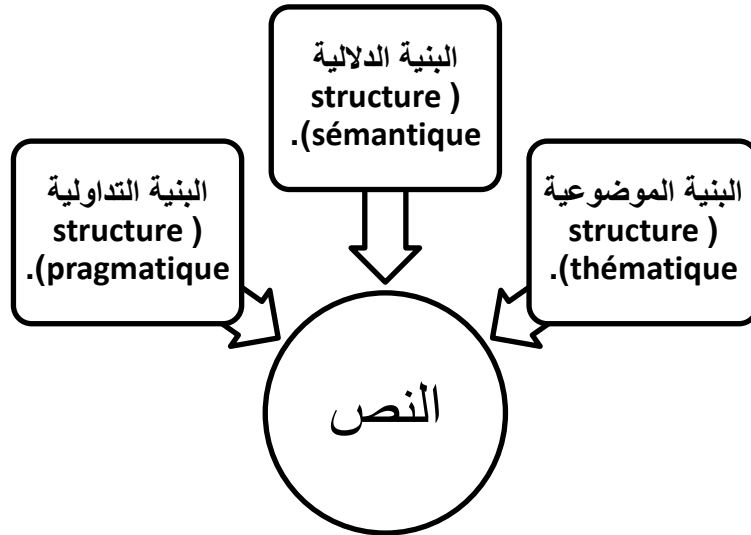 البنية الدلالية
structure )
.(sémantique
البنية الموضوعية
structure )
.(thématique
البنية التداولية
structure )
.(pragmatique
النص